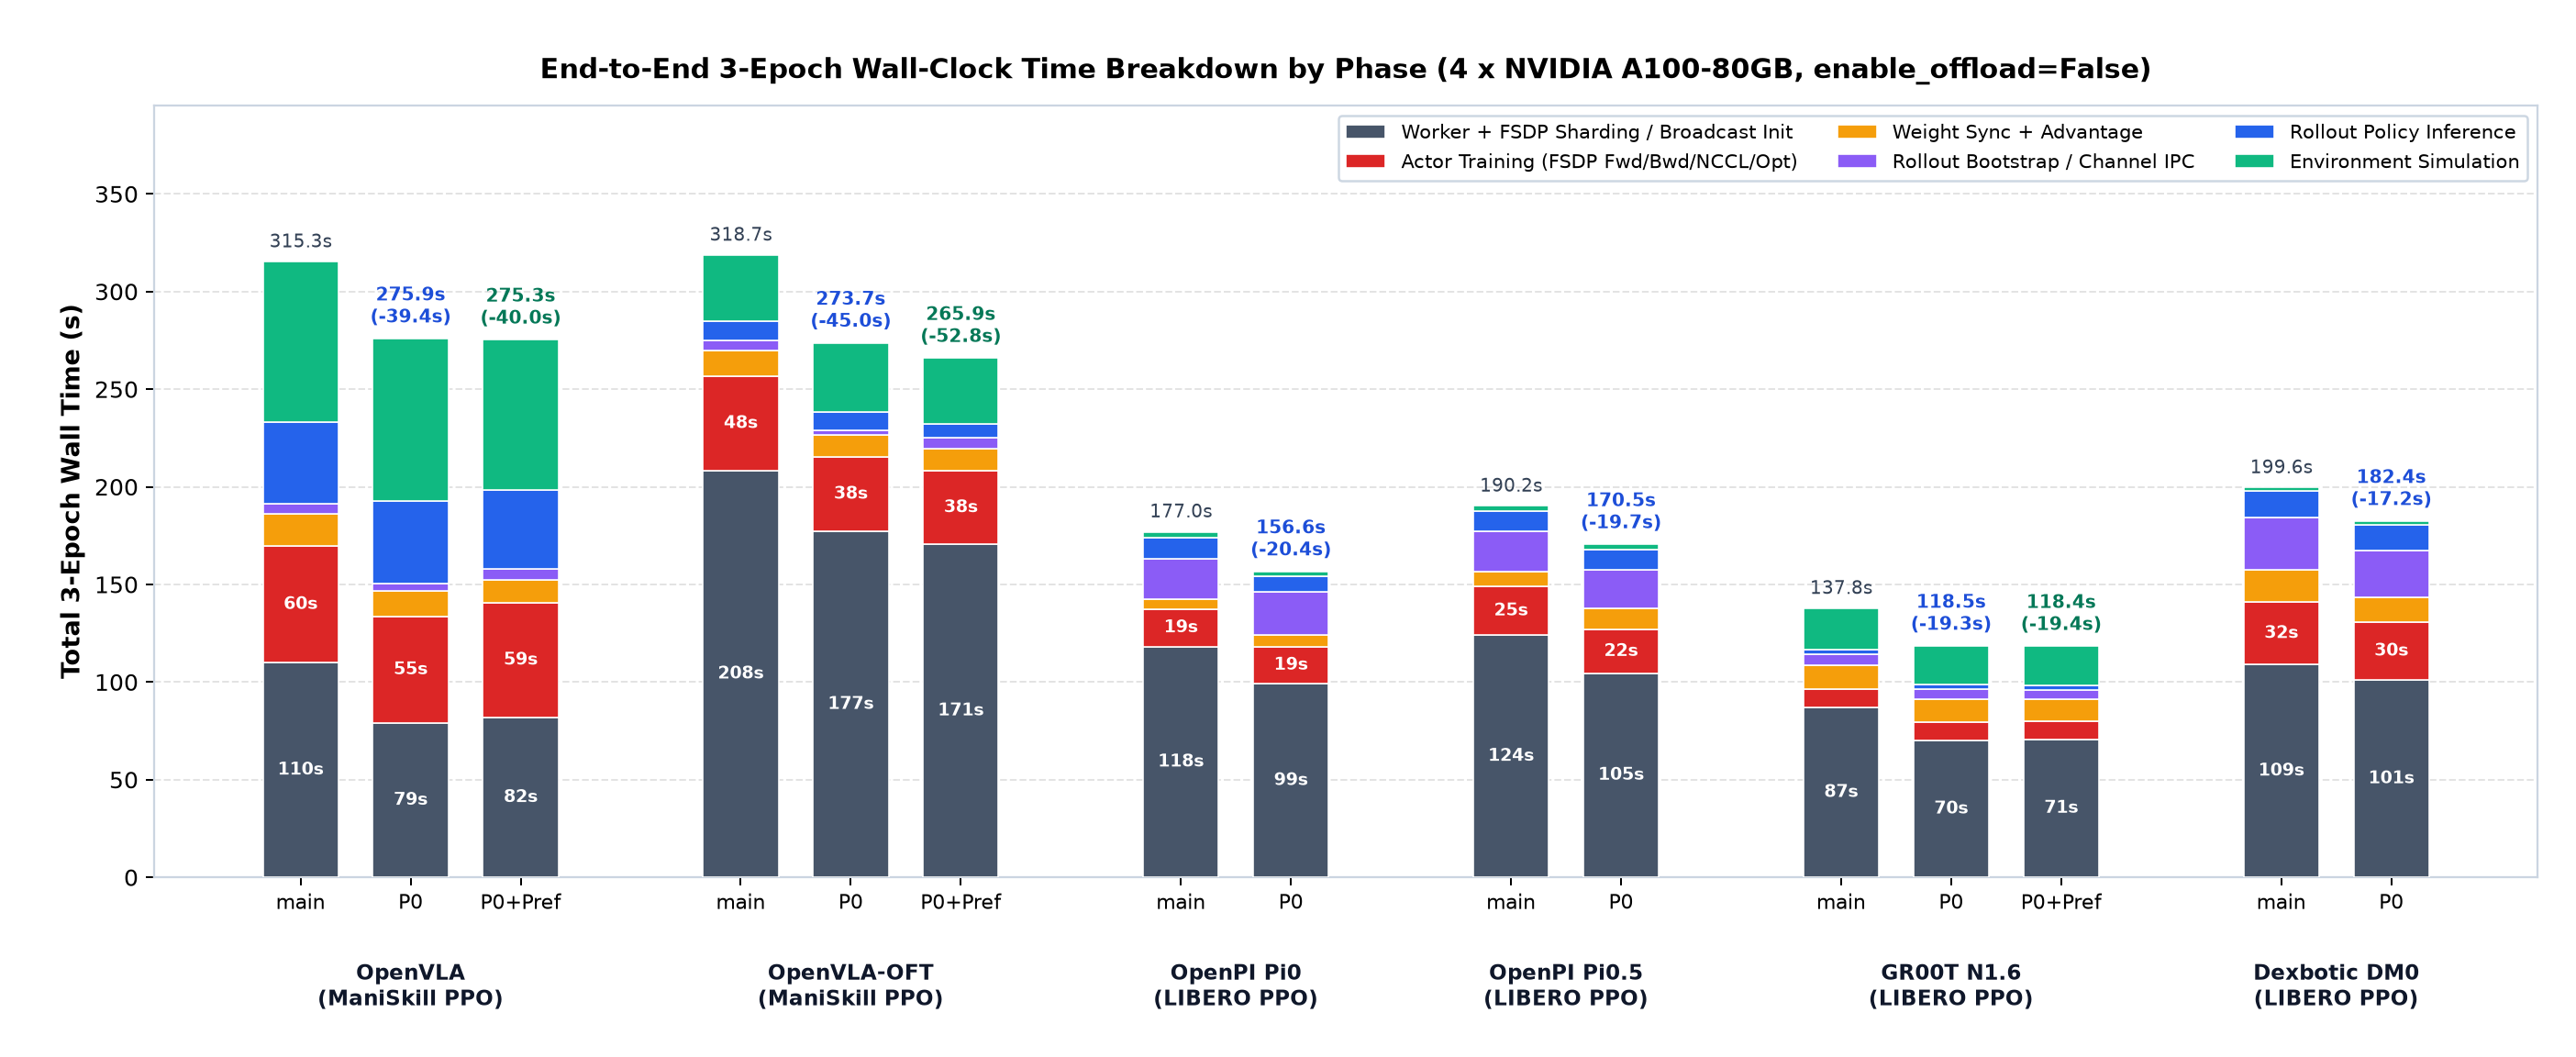 End-to-End 3-Epoch Wall-Clock Time Breakdown by Phase (4 x NVIDIA A100-80GB, enable_offload=False)
Worker + FSDP Sharding / Broadcast Init
Actor Training (FSDP Fwd/Bwd/NCCL/Opt)
Weight Sync + Advantage
Rollout Bootstrap / Channel IPC
Rollout Policy Inference
Environment Simulation
Total 3-Epoch Wall Time (s)
350
300
250
200
150
100
50
0
315.3s
60s
110s
275.9s
(-39.4s)
55s
79s
275.3s
(-40.0s)
59s
82s
318.7s
48s
208s
273.7s
(-45.0s)
38s
177s
265.9s
(-52.8s)
38s
171s
177.0s
19s
118s
156.6s
(-20.4s)
19s
99s
190.2s
25s
124s
170.5s
(-19.7s)
22s
105s
137.8s
87s
118.5s
(-19.3s)
70s
118.4s
(-19.4s)
71s
199.6s
32s
109s
182.4s
(-17.2s)
30s
101s
main P0 P0+Pref main P0 P0+Pref main P0 main P0 main P0 P0+Pref main P0
OpenVLA
(ManiSkill PPO)
OpenVLA-OFT
(ManiSkill PPO)
OpenPI Pi0
(LIBERO PPO)
OpenPI Pi0.5
(LIBERO PPO)
GR00T N1.6
(LIBERO PPO)
Dexbotic DM0
(LIBERO PPO)